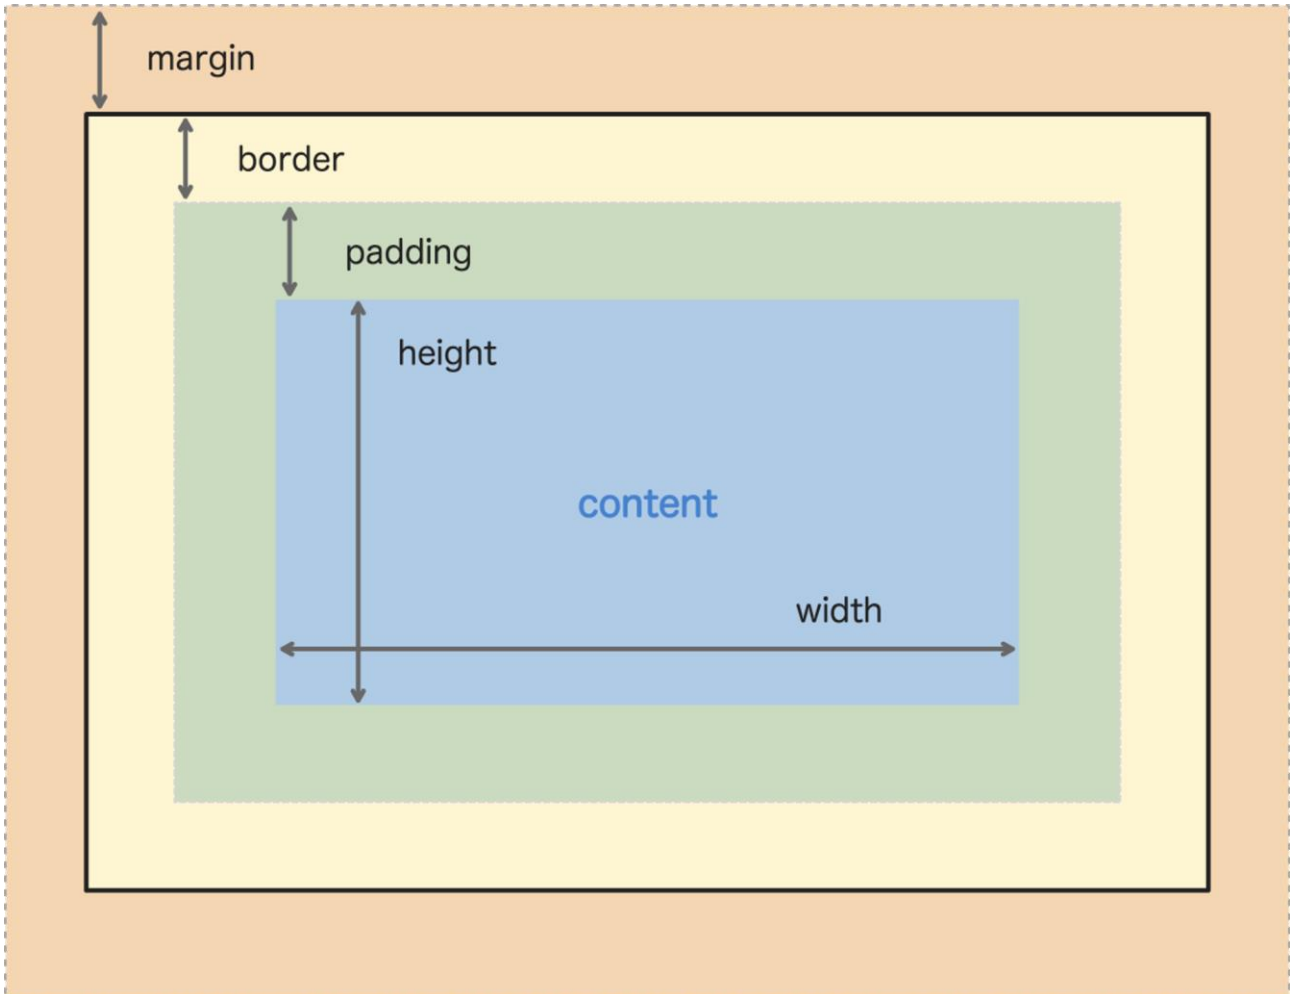 margin
border
padding
height
content
width